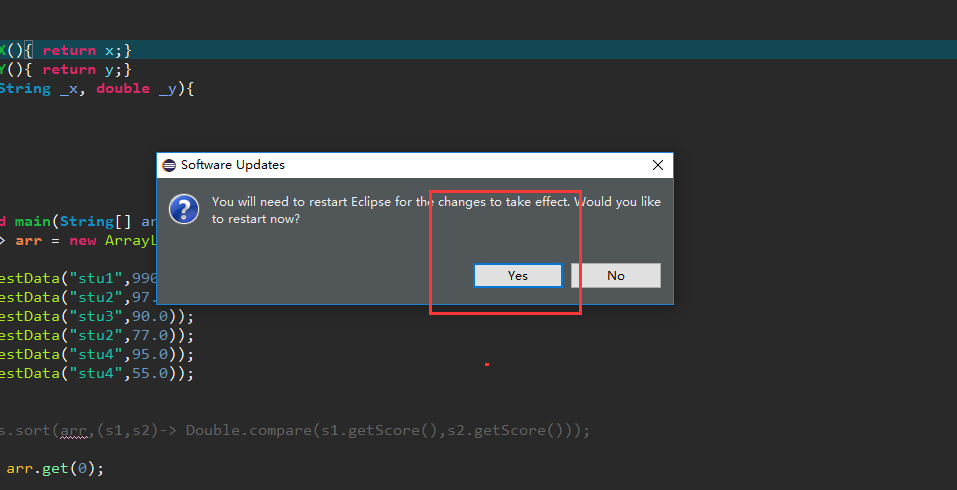 X(){ return x;}
Y(){ return y;}
String _x, double _y){
Software Updates
You will need to restart Eclipse for the changes to take effect. Would you like
to restart now?
Yes No
d main(String[] ar
> arr = new ArrayL
estData("stu1",990
estData("stu2",97.
estData("stu3",90.0));
estData("stu2",77.0));
estData("stu4",95.0));
estData("stu4",55.0));
s.sort(arr,(s1,s2)-> Double.compare(s1.getScore(),s2.getScore()));
arr.get(0);